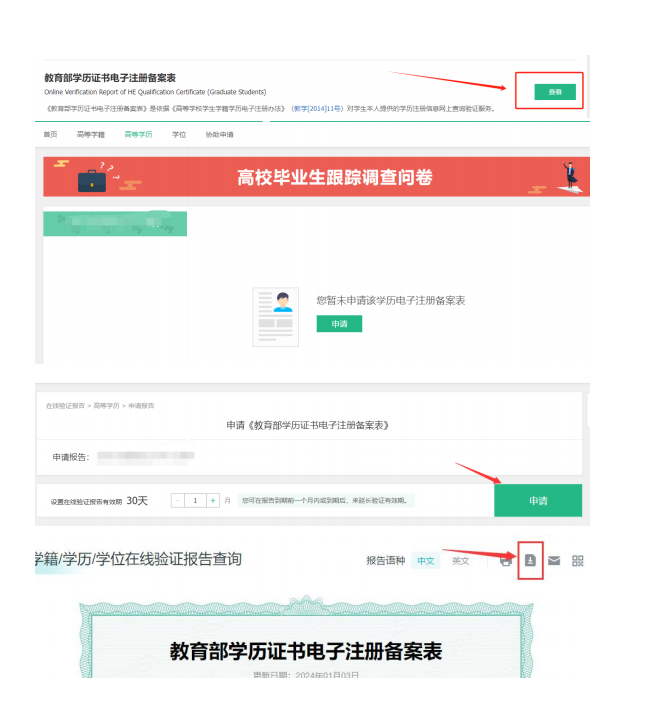 教育部学历证书电子注册备案表
Online Verification Report of HE Qualification Certificate (Graduate Students)
《教育部学历证书电子注册备案表》是依据《高等学校学生学籍学历电子注册办法》（教学[2014]11号）对学生本人提供的学历注册信息网上查询验证服务。
查看
首页 高等学籍 高等学历 学位 协助申请
高校毕业生跟踪调查问卷
您暂未申请该学历电子注册备案表
申请
在线验证报告 > 高等学历 > 申请报告
申请《教育部学历证书电子注册备案表》
申请报告：
设置在线验证报告有效期 30天 - 1 + 月 您可在报告到期前一个月内或到期后，来延长验证有效期。
申请
学籍/学历/学位在线验证报告查询 报告语种 中文 英文
教育部学历证书电子注册备案表
更新日期：2024年01月03日